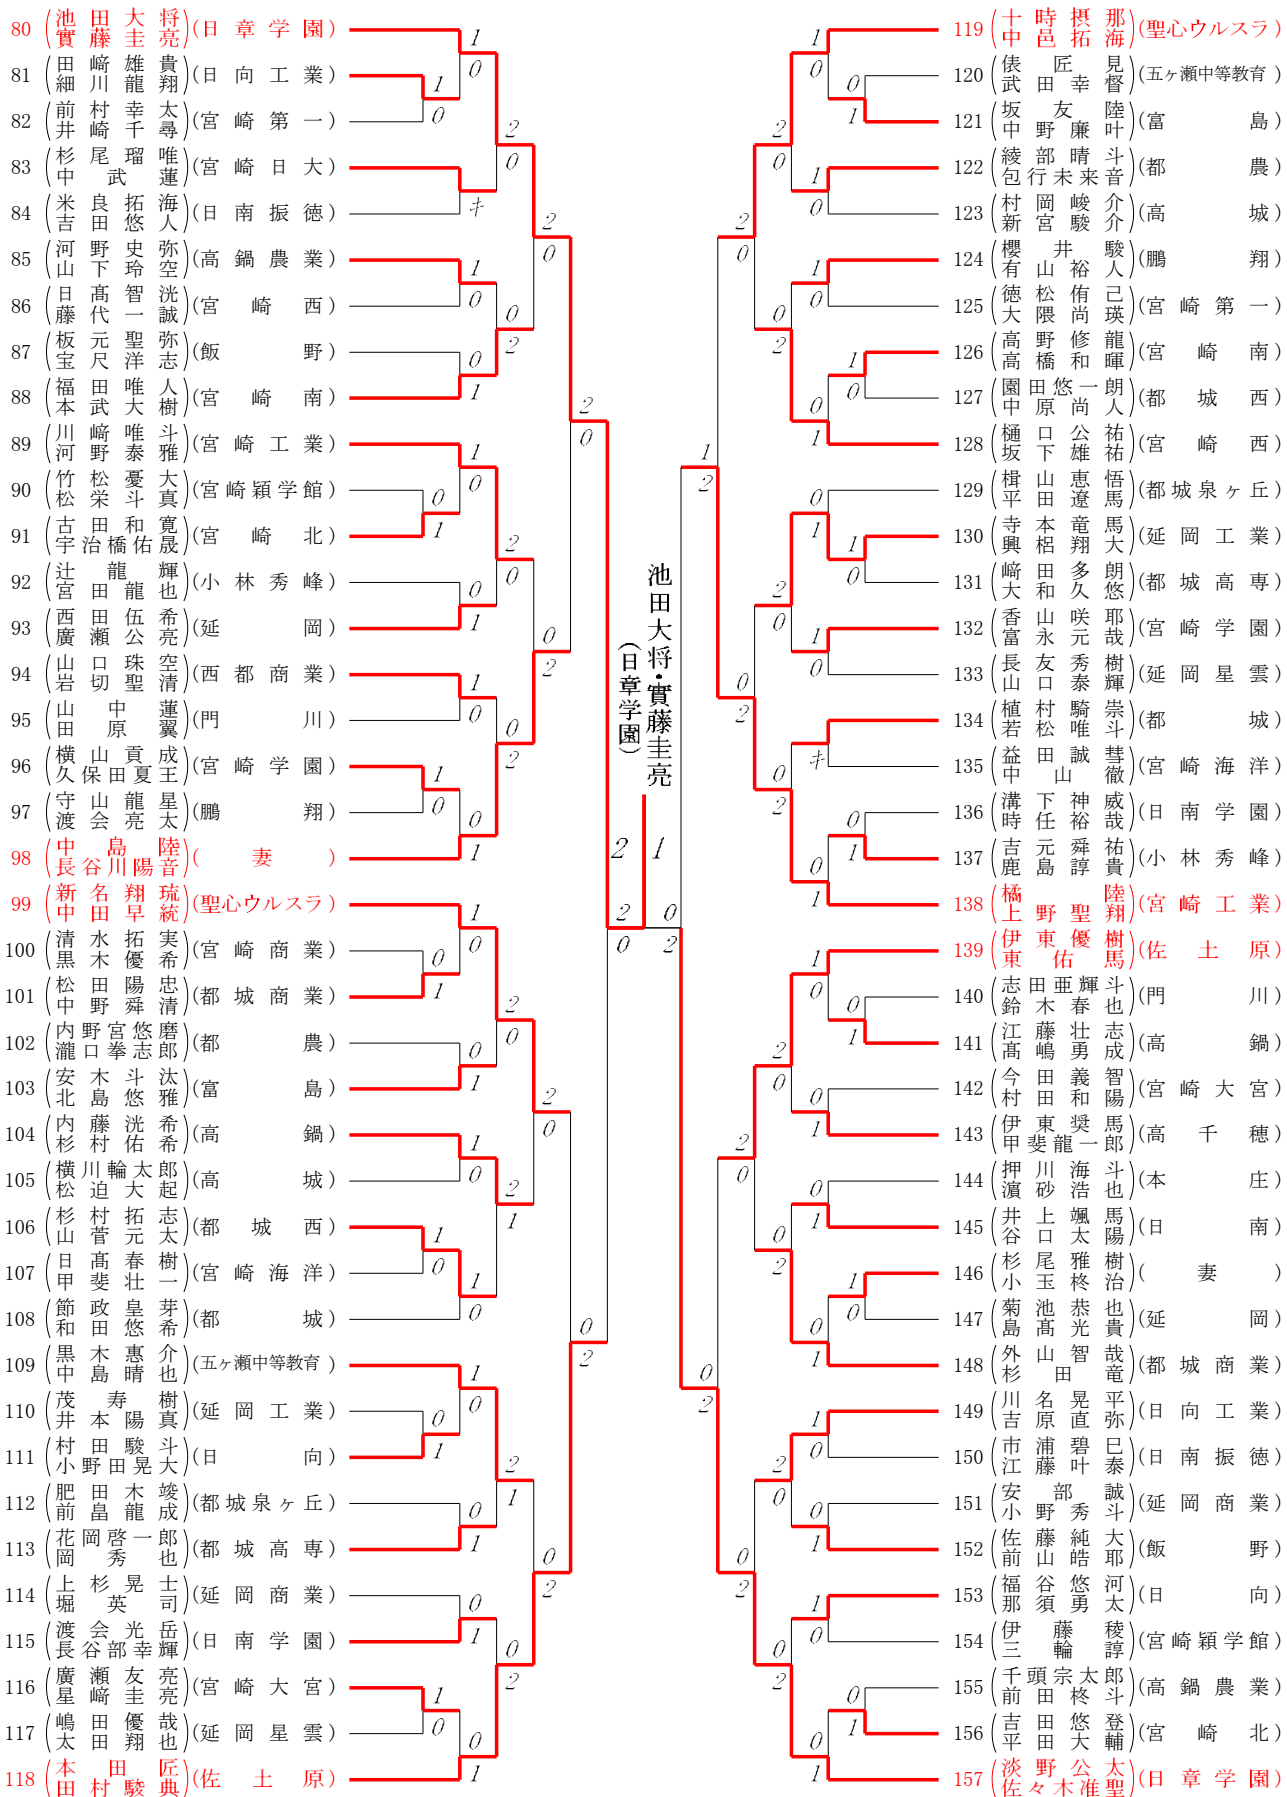 80 (池田大将 實藤圭亮)(日章学園)
81 (田﨑雄貴 細川龍翔)(日向工業)
82 (前村幸太 井崎千尋)(宮崎第一)
83 (杉尾瑠唯 中武蓮)(宮崎日大)
84 (米良拓海 吉田悠人)(日南振徳)
85 (河野史弥 山下玲空)(高鍋農業)
86 (日髙智洸 藤代一誠)(宮崎西)
87 (板元聖弥 宝尺洋志)(飯野)
88 (福田唯人 本武大樹)(宮崎南)
89 (川﨑唯斗 河野泰雅)(宮崎工業)
90 (竹松憂大 松栄斗真)(宮崎穎学館)
91 (古田和寛 宇治橋佑晟)(宮崎北)
92 (辻龍輝 宮田龍也)(小林秀峰)
93 (西田伍希 廣瀬公亮)(延岡)
94 (山口珠空 岩切聖清)(西都商業)
95 (山中蓮 田原翼)(門川)
96 (横山貢成 久保田夏王)(宮崎学園)
97 (守山龍星 渡会亮太)(鵬翔)
98 (中島陸 長谷川陽音)(妻)
99 (新名翔琉 中田早統)(聖心ウルスラ)
100 (清水拓実 黒木優希)(宮崎商業)
101 (松田陽忠 中野舜清)(都城商業)
102 (内野宮悠磨 瀧口拳志郎)(都農)
103 (安木斗汰 北島悠雅)(富島)
104 (内藤洸希 杉村佑希)(高鍋)
105 (横川輪太郎 松迫大起)(高城)
106 (杉村拓志 山菅元太)(都城西)
107 (日髙春樹 甲斐壮一)(宮崎海洋)
108 (節政皇芽 和田悠希)(都城)
109 (黒木惠介 中島晴也)(五ヶ瀬中等教育)
110 (茂寿樹 井本陽真)(延岡工業)
111 (村田駿斗 小野田晃大)(日向)
112 (肥田木竣 前畠龍成)(都城泉ヶ丘)
113 (花岡啓一郎 岡秀也)(都城高専)
114 (上杉晃士 堀英司)(延岡商業)
115 (渡会光岳 長谷部幸輝)(日南学園)
116 (廣瀬友亮 星﨑圭亮)(宮崎大宮)
117 (嶋田優哉 太田翔也)(延岡星雲)
118 (本田匠 田村駿典)(佐土原)
池田大将・實藤圭亮
(日章学園)
2 1
2 0
0 2
119 (十時摂那 中邑拓海)(聖心ウルスラ)
120 (俵匠見 武田幸督)(五ヶ瀬中等教育)
121 (坂友陸 中野廉叶)(富島)
122 (綾部晴斗 包行未来音)(都農)
123 (村岡峻介 新宮駿介)(高城)
124 (櫻井駿 有山裕人)(鵬翔)
125 (徳松侑己 大隈尚瑛)(宮崎第一)
126 (高野修龍 高橋和暉)(宮崎南)
127 (園田悠一朗 中原尚人)(都城西)
128 (樋口公祐 坂下雄祐)(宮崎西)
129 (楫山恵悟 平田遼馬)(都城泉ヶ丘)
130 (寺本竜馬 興梠翔大)(延岡工業)
131 (﨑田多朗 大和久悠)(都城高専)
132 (香山咲耶 富永元哉)(宮崎学園)
133 (長友秀樹 山口泰輝)(延岡星雲)
134 (植村騎崇 若松唯斗)(都城)
135 (益田誠彗 中山徹)(宮崎海洋)
136 (溝下神威 時任裕哉)(日南学園)
137 (吉元舜祐 鹿島諄貴)(小林秀峰)
138 (橘陸 上野聖翔)(宮崎工業)
139 (伊東優樹 東佑馬)(佐土原)
140 (志田亜輝斗 鈴木春也)(門川)
141 (江藤壮志 髙嶋勇成)(高鍋)
142 (今田義智 村田和陽)(宮崎大宮)
143 (伊東奨馬 甲斐龍一郎)(高千穂)
144 (押川海斗 濵砂浩也)(本庄)
145 (井上颯馬 谷口太陽)(日南)
146 (杉尾雅樹 小玉柊治)(妻)
147 (菊池恭也 島髙光貴)(延岡)
148 (外山智哉 杉田竜)(都城商業)
149 (川名晃平 吉原直弥)(日向工業)
150 (市浦碧巳 江藤叶泰)(日南振徳)
151 (安部誠 小野秀斗)(延岡商業)
152 (佐藤純大 前山皓耶)(飯野)
153 (福谷悠河 那須勇太)(日向)
154 (伊藤稜 三輪諄)(宮崎穎学館)
155 (千頭宗太郎 前田柊斗)(高鍋農業)
156 (吉田悠登 平田大輔)(宮崎北)
157 (淡野公太 佐々木准聖)(日章学園)